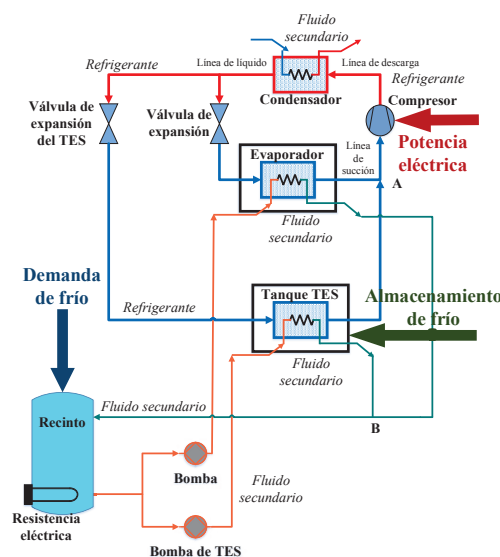 Fluido
secundario
Línea de líquido
Línea de descarga
Refrigerante
Refrigerante
Condensador
Compresor
Válvula de
expansión
del TES
Válvula de
expansión
Potencia
eléctrica
Línea de
succión
Evaporador
A
Fluido
secundario
Demanda
de frío
Refrigerante
Tanque TES
Almacenamiento
de frío
Fluido
secundario
Fluido secundario
B
Recinto
Bomba
Fluido
secundario
Resistencia
eléctrica
Bomba de TES